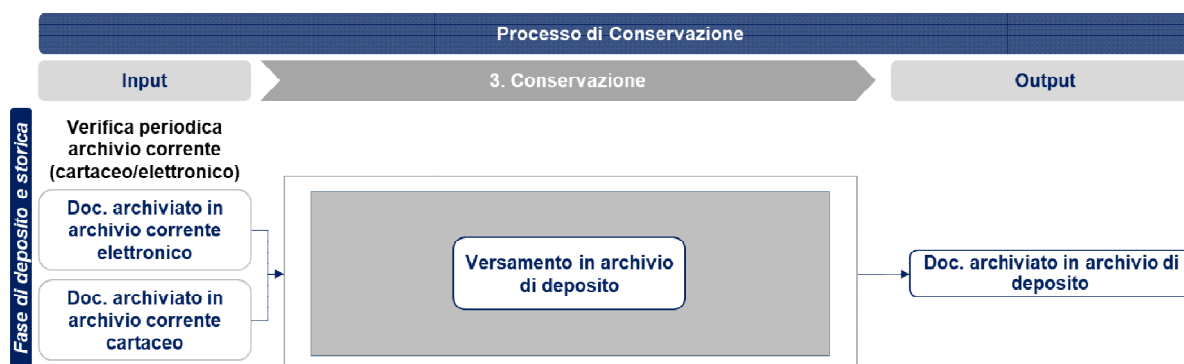 Processo di Conservazione
Input
3. Conservazione
Output
Fase di deposito e storica
Verifica periodica
archivio corrente
(cartaceo/elettronico)
Doc. archiviato in
archivio corrente
elettronico
Doc. archiviato in
archivio corrente
cartaceo
Versamento in archivio
di deposito
Doc. archiviato in archivio di
deposito